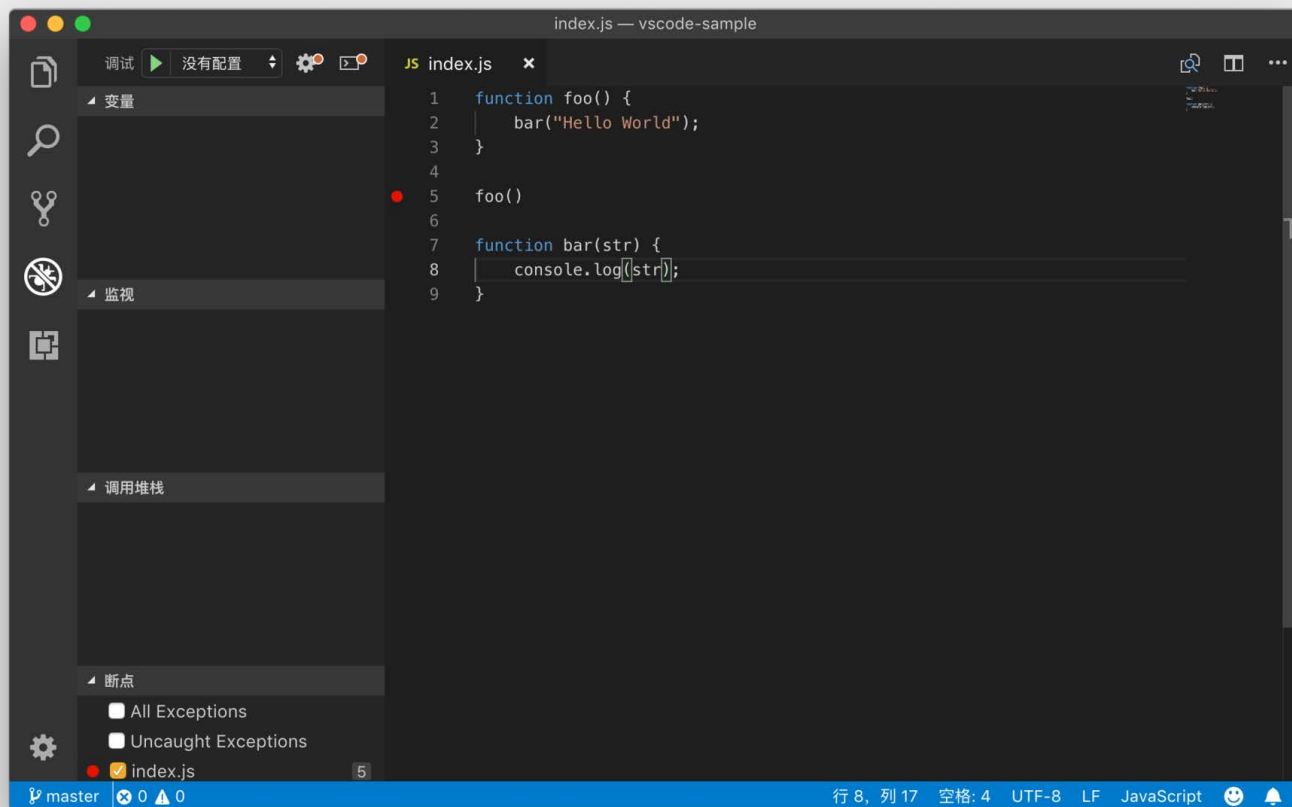 index.js — vscode-sample
调试 没有配置
JS index.js
变量
监视
调用堆栈
断点
All Exceptions
Uncaught Exceptions
index.js 5
1 function foo() {
2     bar("Hello World");
3 }
4
5 foo()
6
7 function bar(str) {
8     console.log(str);
9 }
master 0 0 行 8，列 17 空格: 4 UTF-8 LF JavaScript